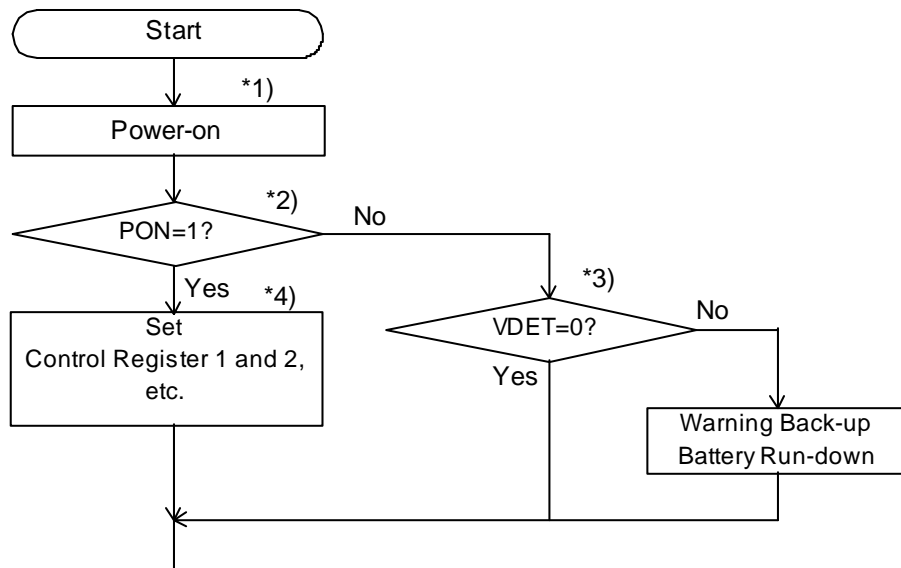 Start
*1)
Power-on
*2)
PON=1?
No
Yes
*3)
*4)
VDET=0?
No
Set
Control Register 1 and 2,
etc.
Yes
Warning Back-up
Battery Run-down